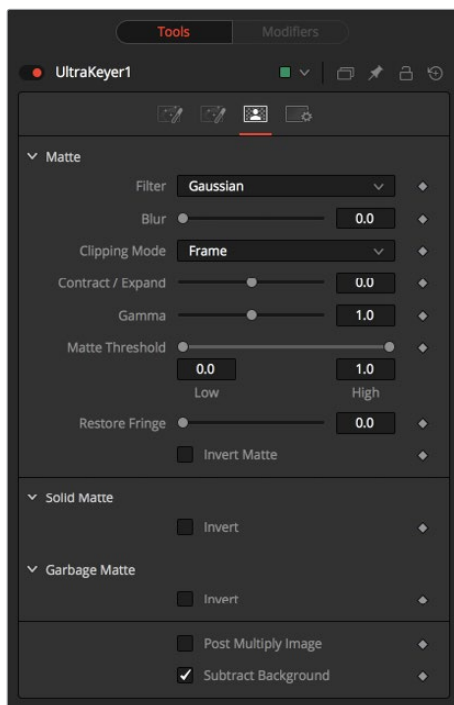 Tools Modifiers
UltraKeyer1
Matte
Filter Gaussian
Blur 0.0
Clipping Mode Frame
Contract / Expand 0.0
Gamma 1.0
Matte Threshold
0.0 1.0
Low High
Restore Fringe 0.0
Invert Matte
Solid Matte
Invert
Garbage Matte
Invert
Post Multiply Image
Subtract Background